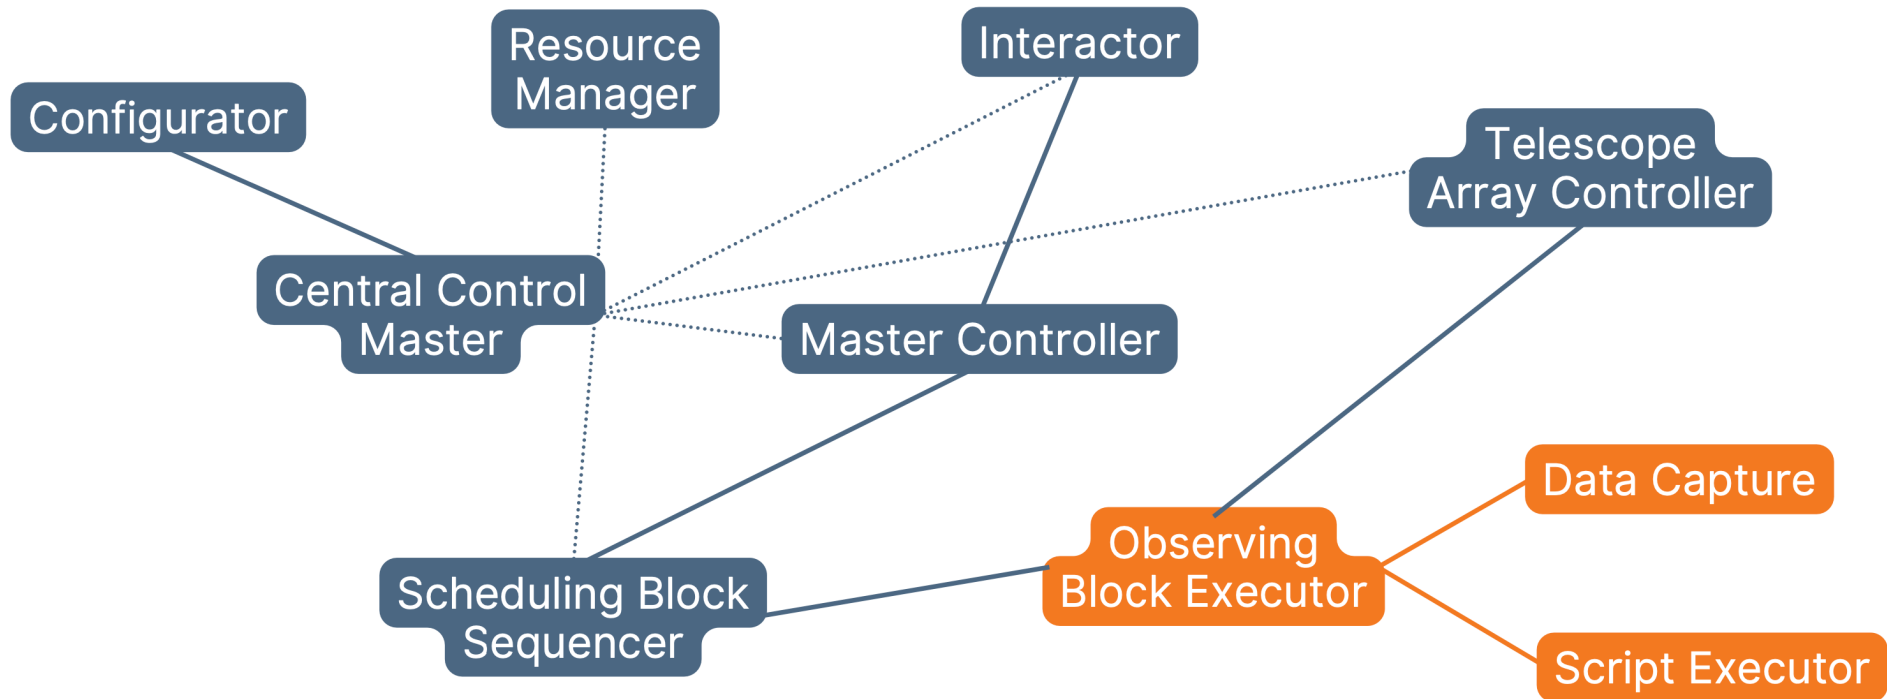 Resource
Manager
Interactor
Configurator
Telescope
Array Controller
Central Control
Master
Master Controller
Data Capture
Observing
Block Executor
Scheduling Block
Sequencer
Script Executor